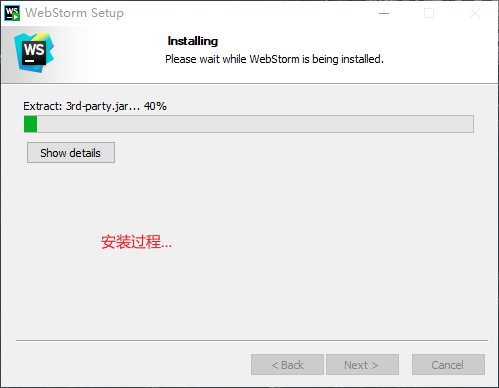 WS WebStorm Setup
WS
Installing
Please wait while WebStorm is being installed.
Extract: 3rd-party.jar... 40%
Show details
安装过程...
< Back
Next >
Cancel